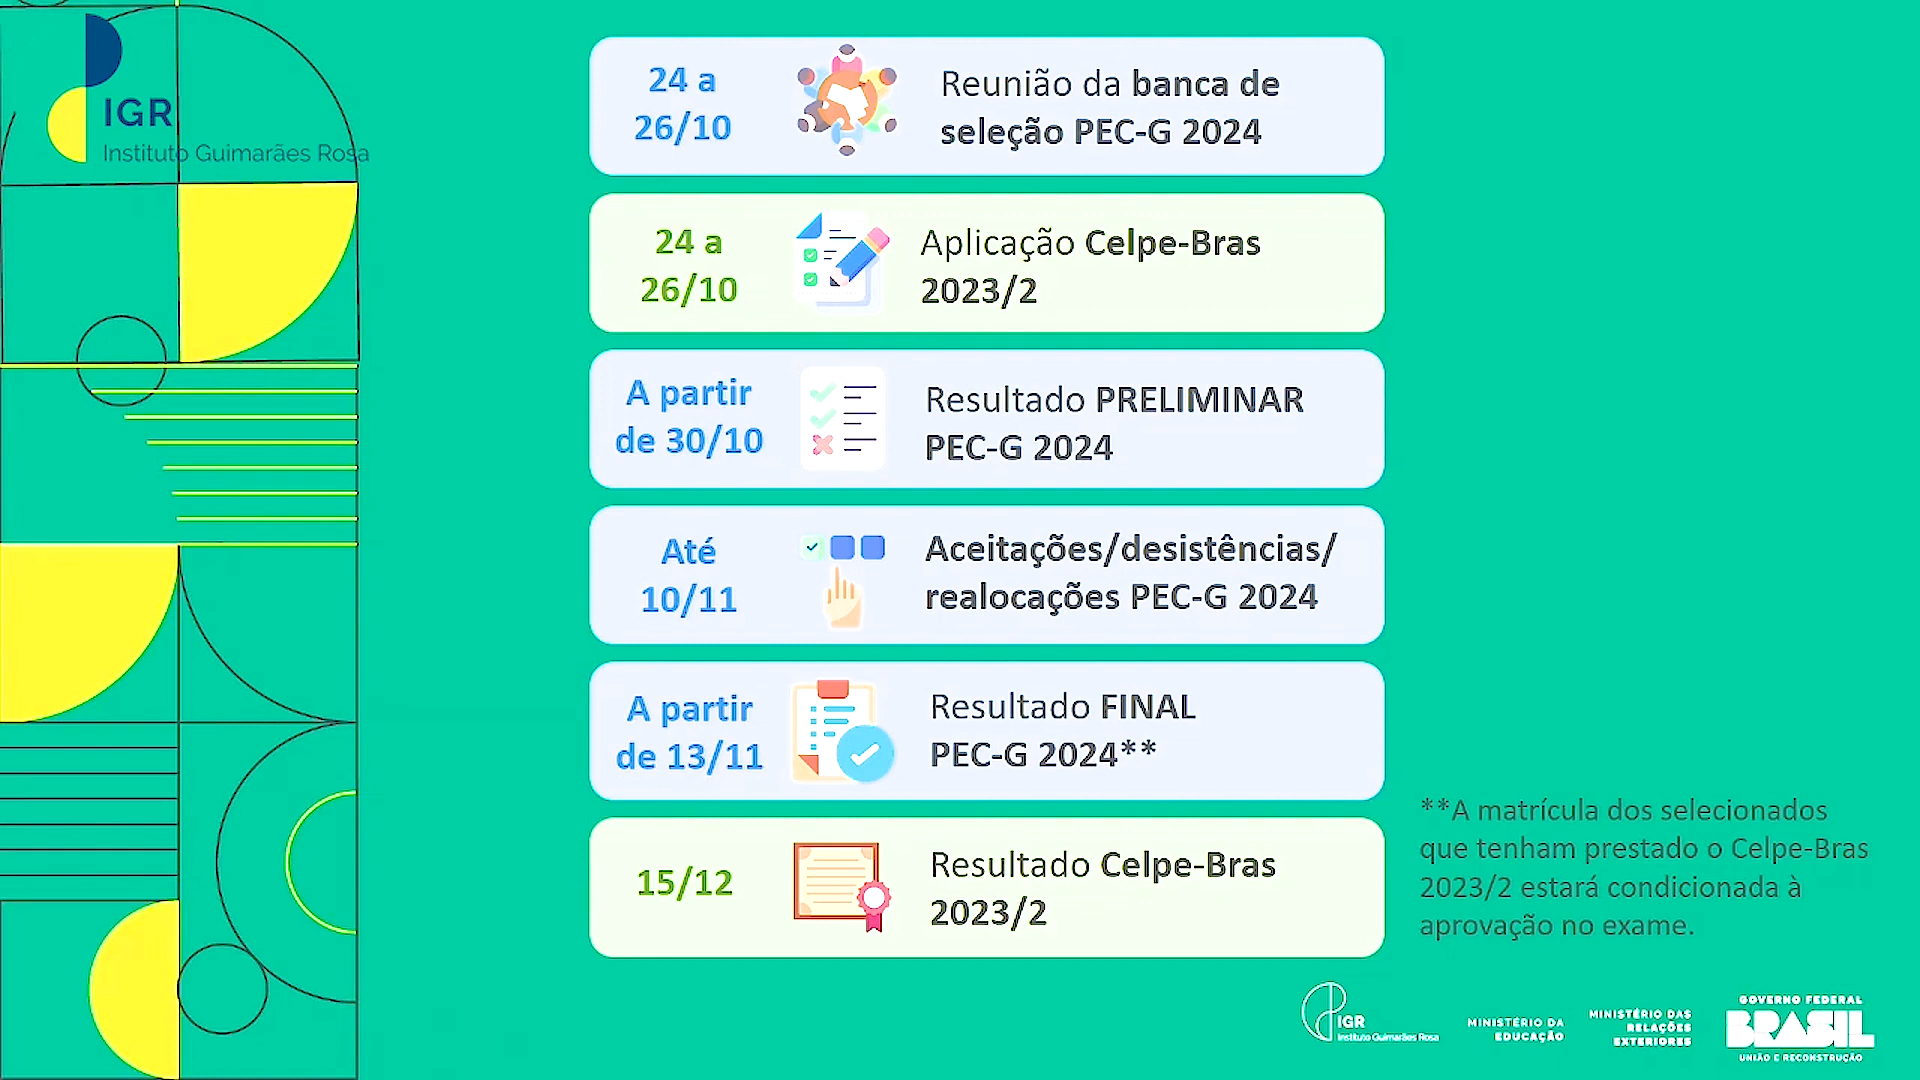 IGR
Instituto Guimarães Rosa
24 a
26/10
Reunião da banca de
seleção PEC-G 2024
24 a
26/10
Aplicação Celpe-Bras
2023/2
A partir
de 30/10
Resultado PRELIMINAR
PEC-G 2024
Até
10/11
Aceitações/desistências/
realocações PEC-G 2024
A partir
de 13/11
Resultado FINAL
PEC-G 2024**
15/12
Resultado Celpe-Bras
2023/2
**A matrícula dos selecionados
que tenham prestado o Celpe-Bras
2023/2 estará condicionada à
aprovação no exame.
IGR
Instituto Guimarães Rosa
MINISTÉRIO DA
EDUCAÇÃO
MINISTÉRIO DAS
RELAÇÕES
EXTERIORES
GOVERNO FEDERAL
BRASIL
UNIÃO E RECONSTRUÇÃO